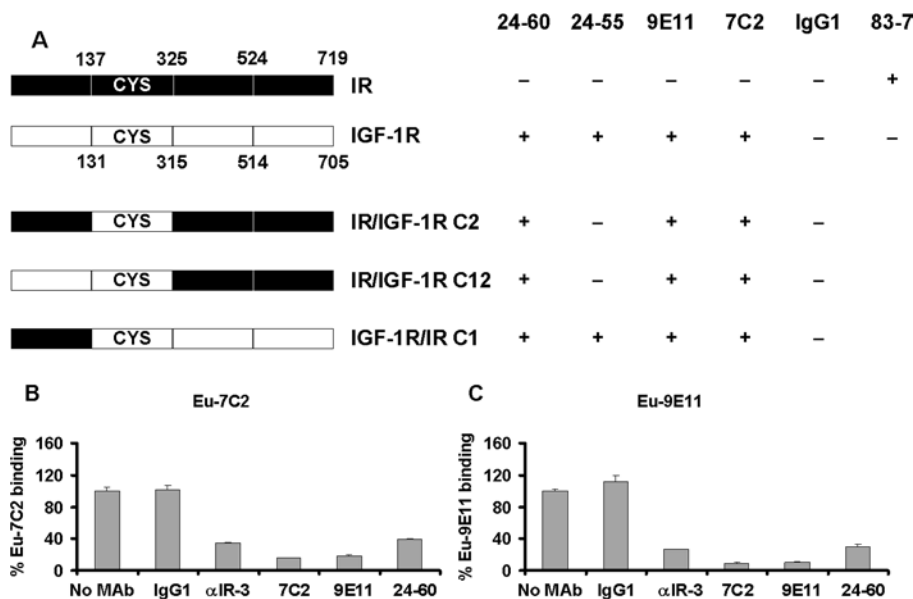 A
24-60 24-55 9E11 7C2 IgG1 83-7
137 325 524 719
CYS IR – – – – – +
CYS IGF-1R + + + + – –
131 315 514 705
CYS IR/IGF-1R C2 + – + + –
CYS IR/IGF-1R C12 + – + + –
CYS IGF-1R/IR C1 + + + + –
B
Eu-7C2
% Eu-7C2 binding
160
120
80
40
0
No MAb IgG1 αIR-3 7C2 9E11 24-60
C
Eu-9E11
% Eu-9E11 binding
160
120
80
40
0
No MAb IgG1 αIR-3 7C2 9E11 24-60